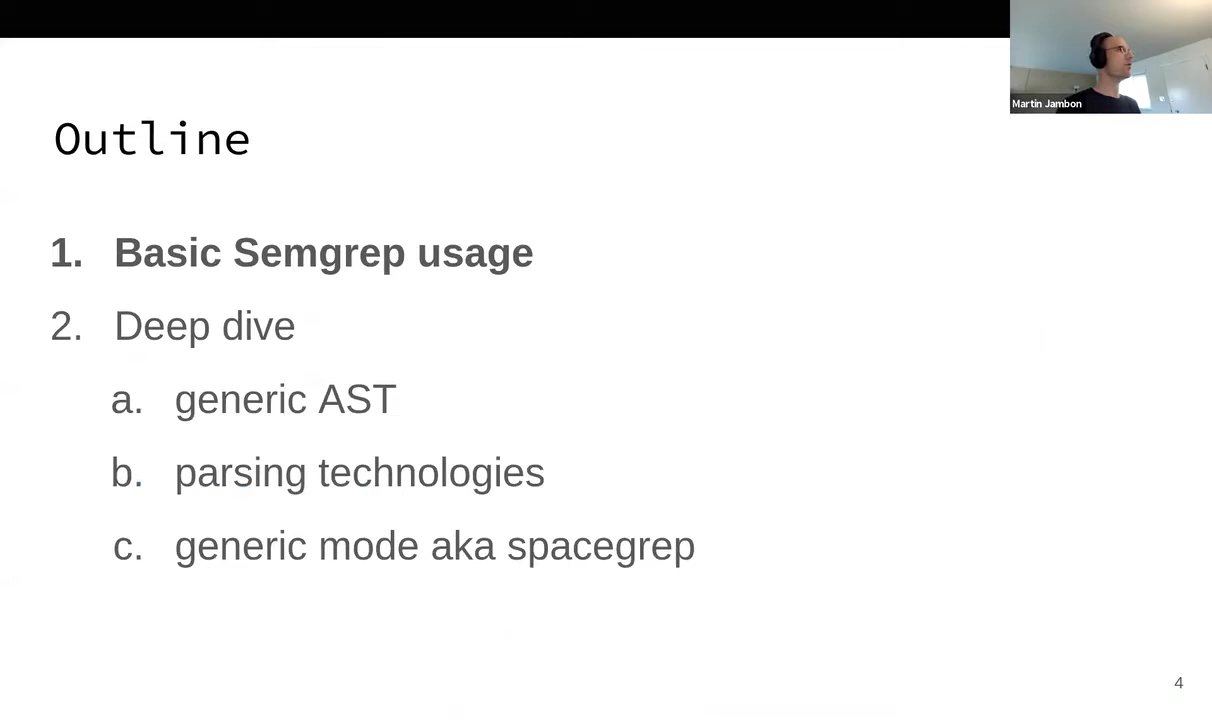 Martin Jambon
Outline
1. Basic Semgrep usage
2. Deep dive
a. generic AST
b. parsing technologies
c. generic mode aka spacegrep
4